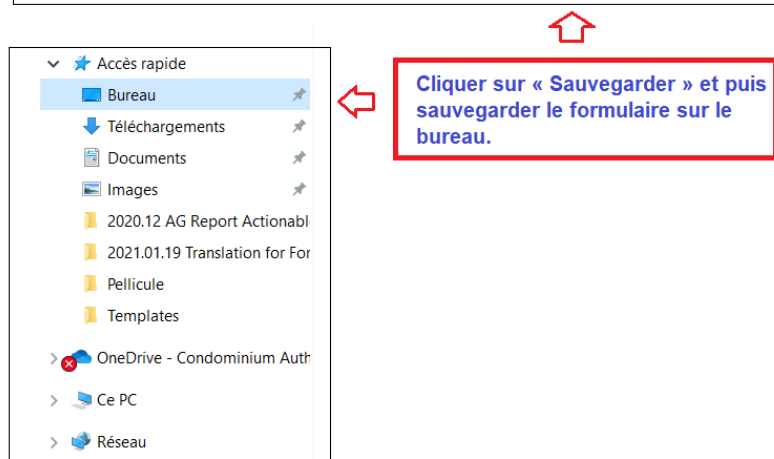 Accès rapide
Bureau
Téléchargements
Documents
Images
2020.12 AG Report Actionabl
2021.01.19 Translation for For
Pellicule
Templates
OneDrive - Condominium Auth
Ce PC
Réseau
Cliquer sur « Sauvegarder » et puis
sauvegarder le formulaire sur le
bureau.